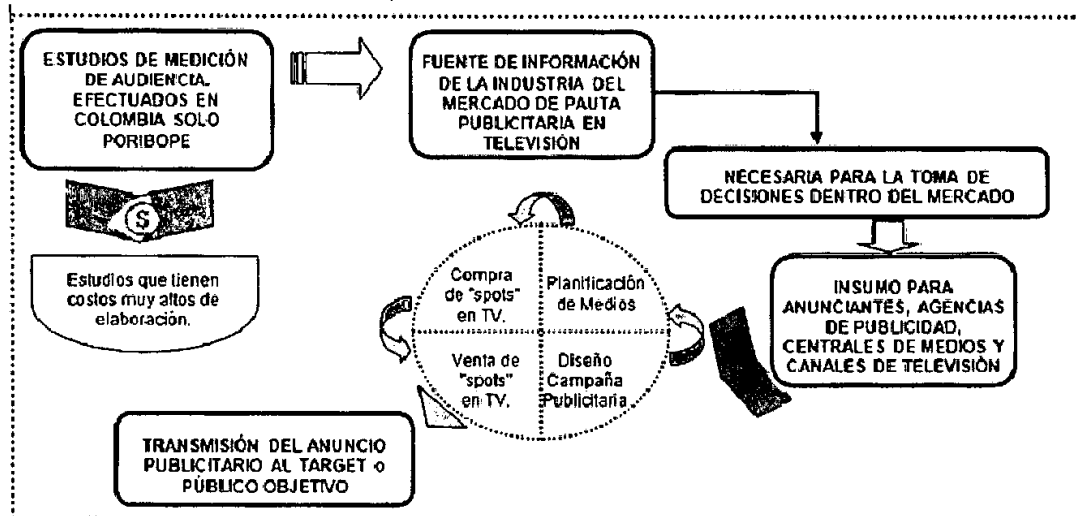 ESTUDIOS DE MEDICIÓN
DE AUDIENCIA.
EFECTUADOS EN
COLOMBIA SOLO
PORIBOPE
FUENTE DE INFORMACIÓN
DE LA INDUSTRIA DEL
MERCADO DE PAUTA
PUBLICITARIA EN
TELEVISIÓN
NECESARIA PARA LA TOMA DE
DECISIONES DENTRO DEL MERCADO
$
Estudios que tienen
costos muy altos de
elaboración.
INSUMO PARA
ANUNCIANTES, AGENCIAS
DE PUBLICIDAD,
CENTRALES DE MEDIOS Y
CANALES DE TELEVISIÓN
Compra
de "spots"
en TV.
Planificación
de Medios
Venta de
"spots"
en TV.
Diseño
Campaña
Publicitaria
TRANSMISIÓN DEL ANUNCIO
PUBLICITARIO AL TARGET o
PÚBLICO OBJETIVO